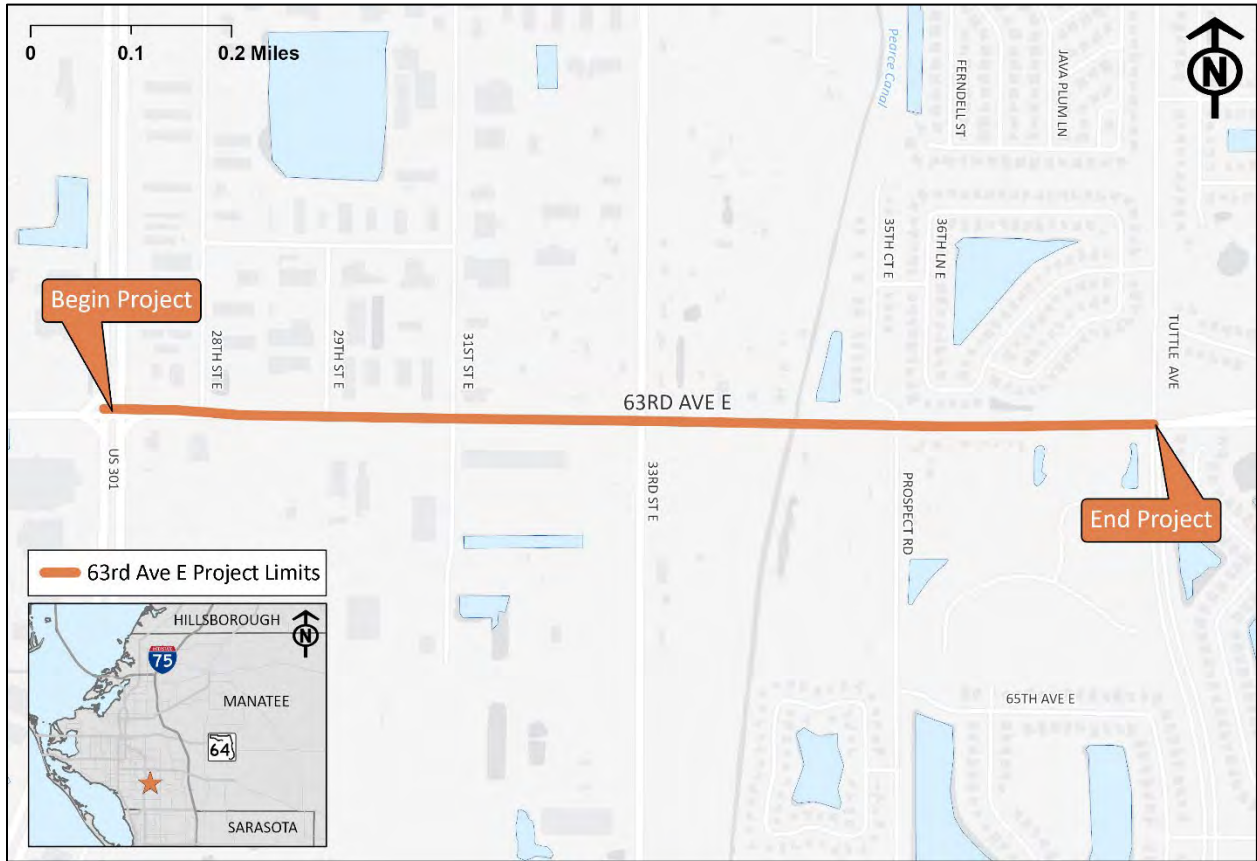 0 0.1 0.2 Miles
N
Pearce Canal
FERNDELL ST
JAVA PLUM LN
35TH CT E
36TH LN E
Begin Project
28TH ST E
29TH ST E
31ST ST E
TUTTLE AVE
63RD AVE E
US 301
33RD ST E
PROSPECT RD
End Project
65TH AVE E
63rd Ave E Project Limits
HILLSBOROUGH
N
75
MANATEE
64
SARASOTA